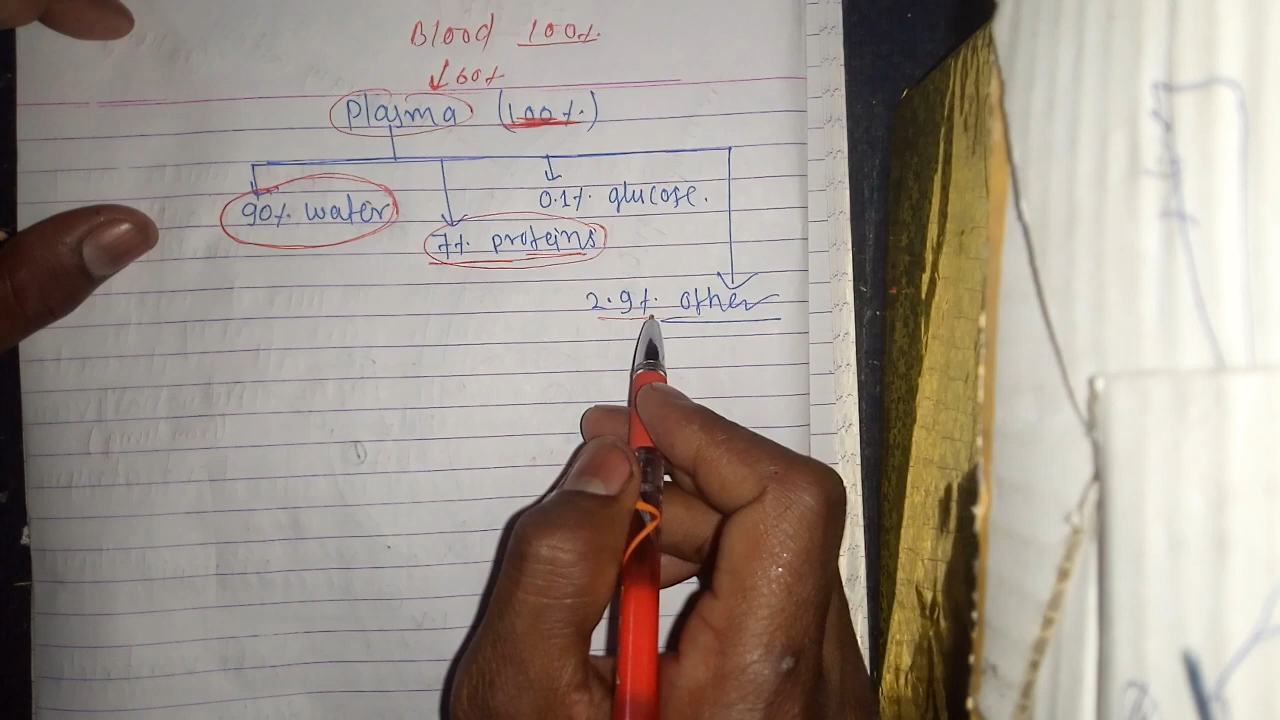 Blood 100%
60%
Plasma (100%)
0.1% glucose.
90% water
7% proteins
2.9% other